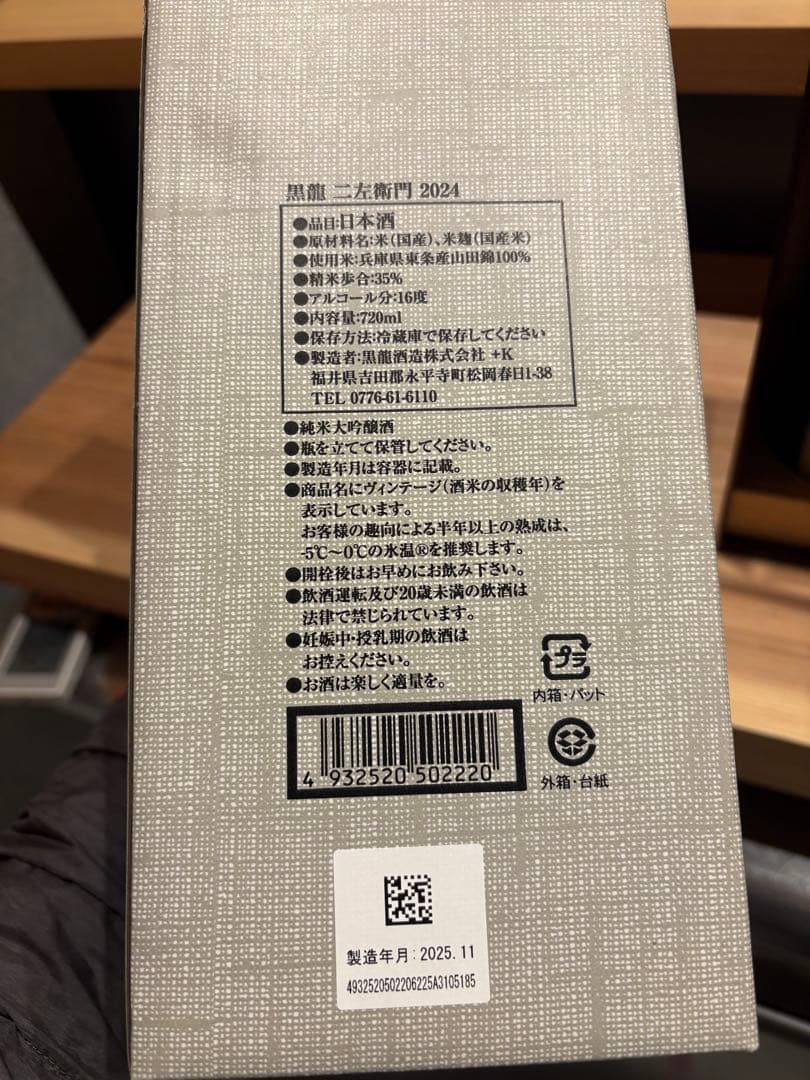 黒龍 二左衛門 2024
●品目:日本酒
●原材料名:米(国産)、米麹(国産米)
●使用米:兵庫県東条産山田錦100%
●精米歩合:35%
●アルコール分:16度
●内容量:720ml
●保存方法:冷蔵庫で保存してください
●製造者:黒龍酒造株式会社 +K
福井県吉田郡永平寺町松岡春日1-38
TEL 0776-61-6110
●純米大吟醸酒
●瓶を立てて保管してください。
●製造年月は容器に記載。
●商品名にヴィンテージ(酒米の収穫年)を
表示しています。
お客様の趣向による半年以上の熟成は、
-5℃～0℃の氷温®を推奨します。
●開栓後はお早めにお飲み下さい。
●飲酒運転及び20歳未満の飲酒は
法律で禁じられています。
●妊娠中・授乳期の飲酒は
お控えください。
●お酒は楽しく適量を。
プラ
内箱・パット
外箱・台紙
4 932520 502220
製造年月:2025.11
4932520502206225A3105185